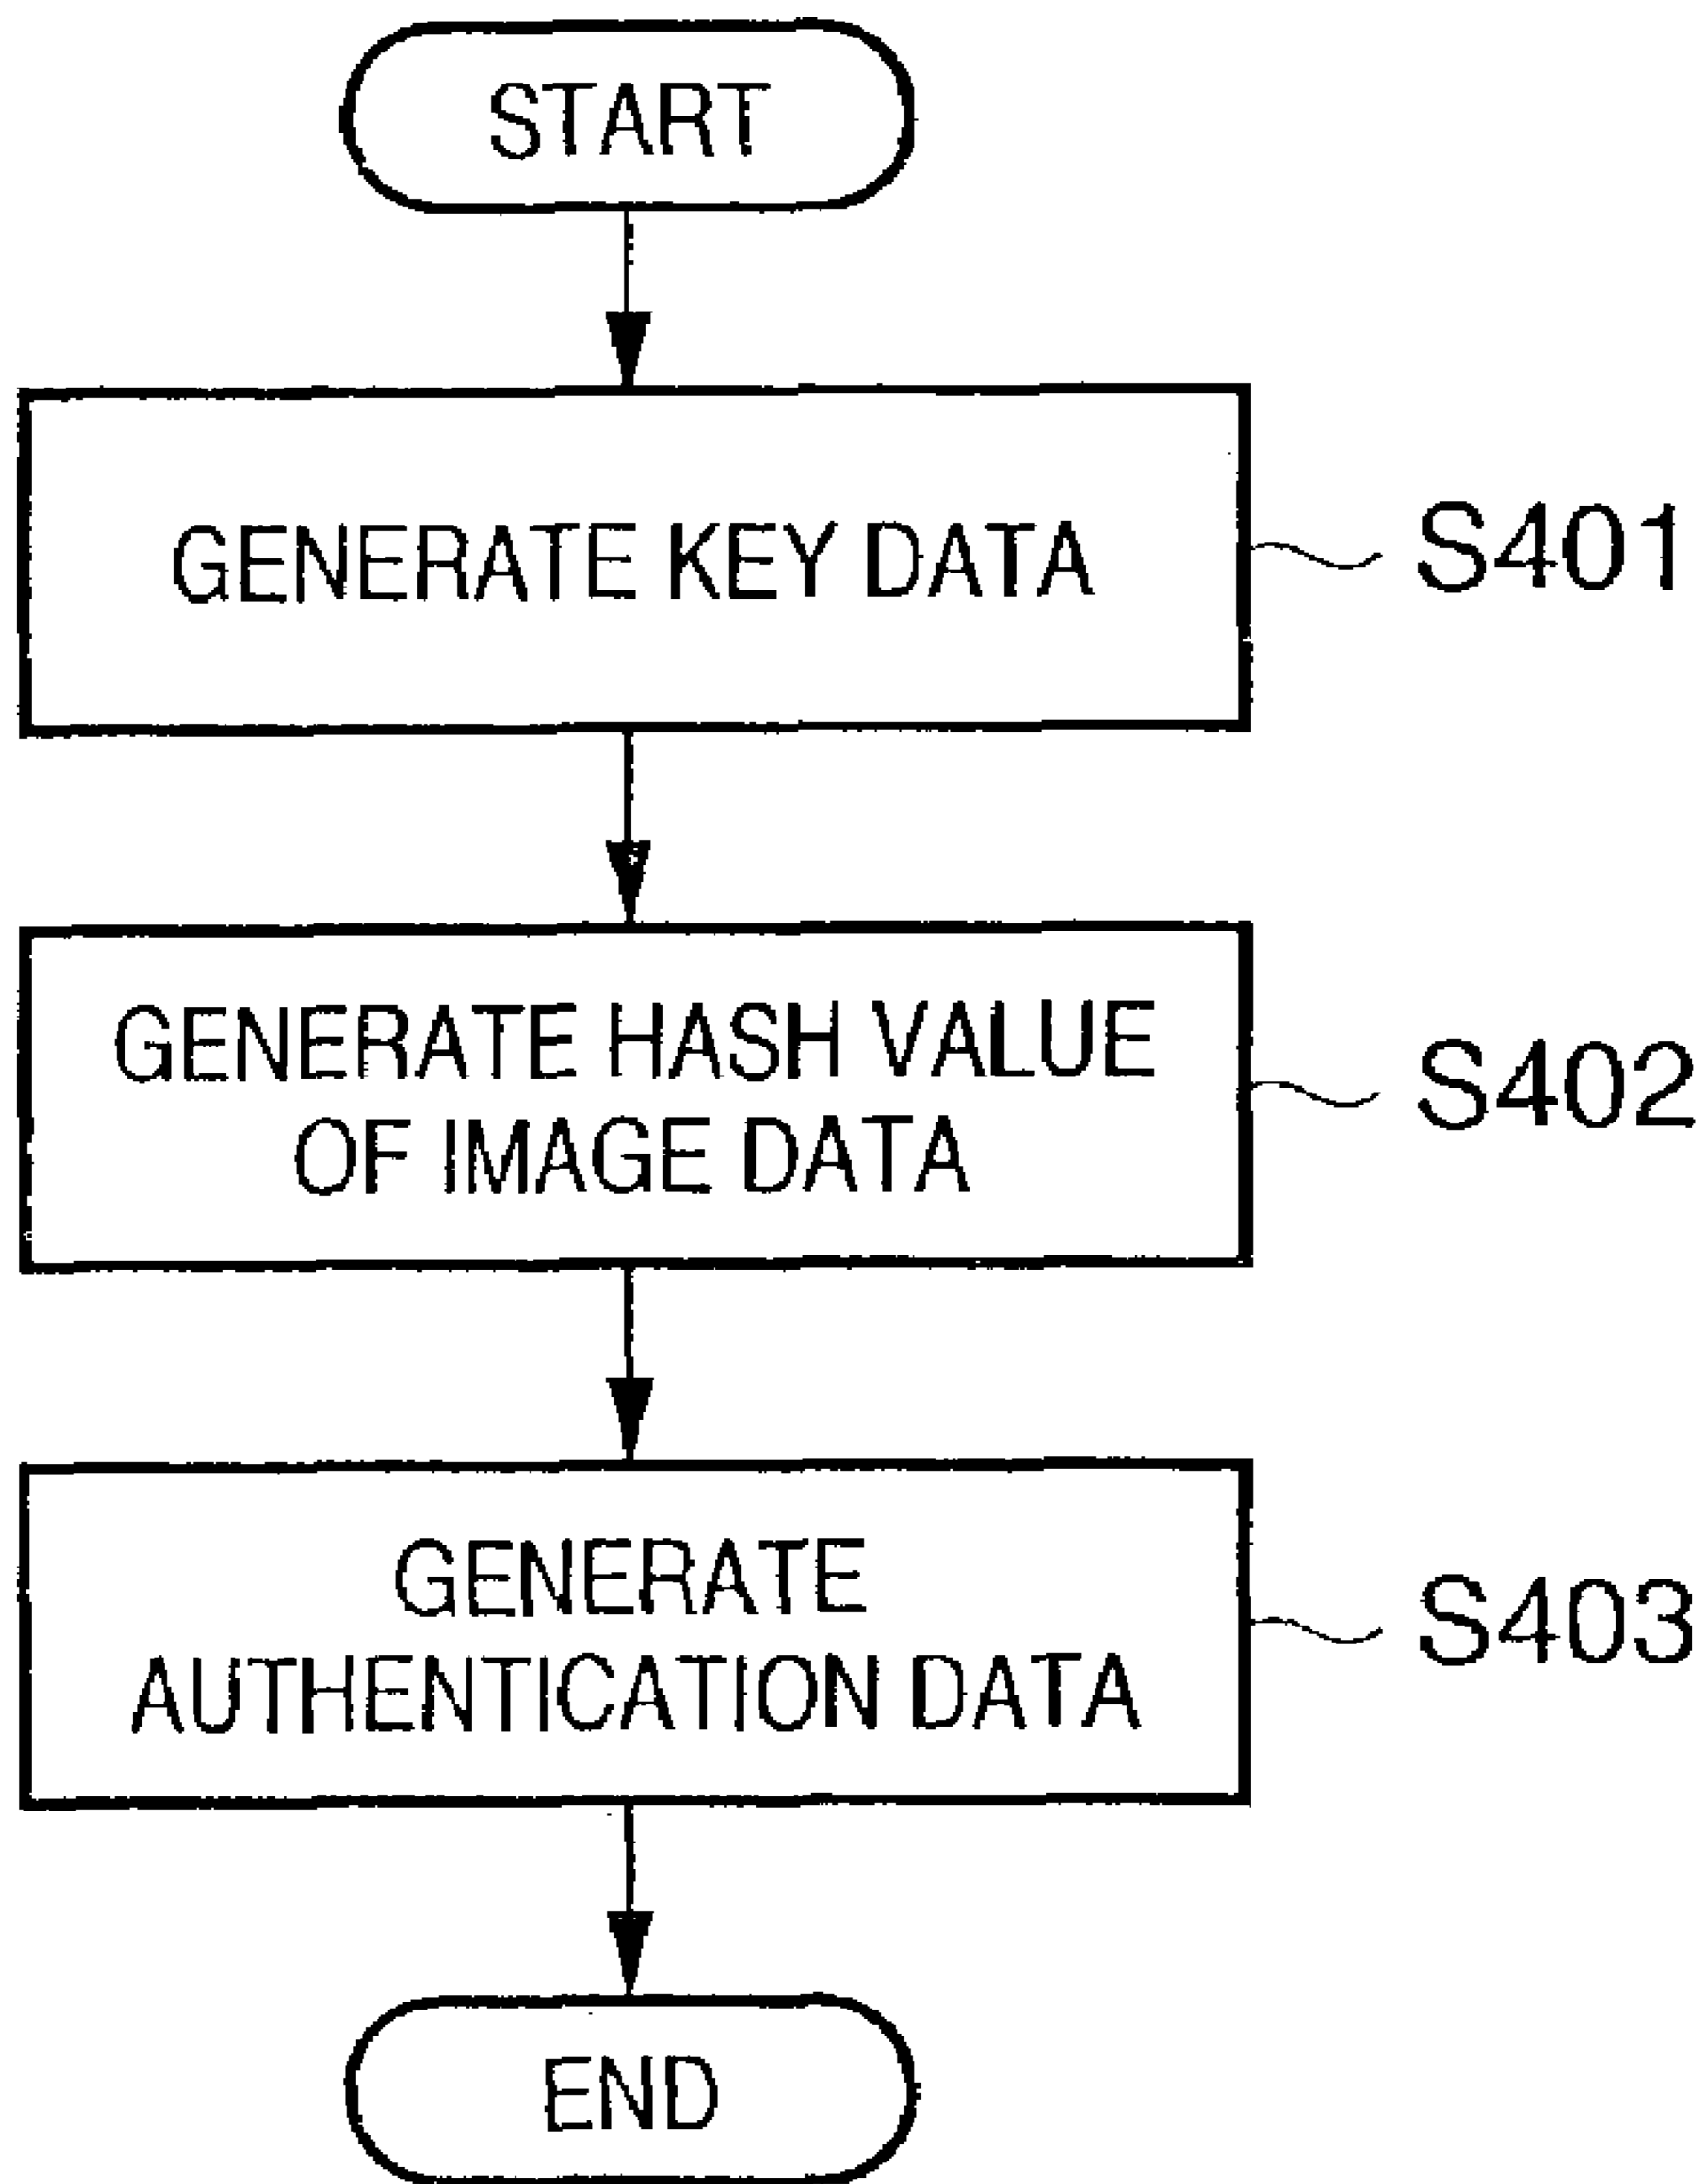 START
GENERATE KEY DATA
S401
GENERATE HASH VALUE
OF IMAGE DATA
S402
GENERATE
AUTHENTICATION DATA
S403
END